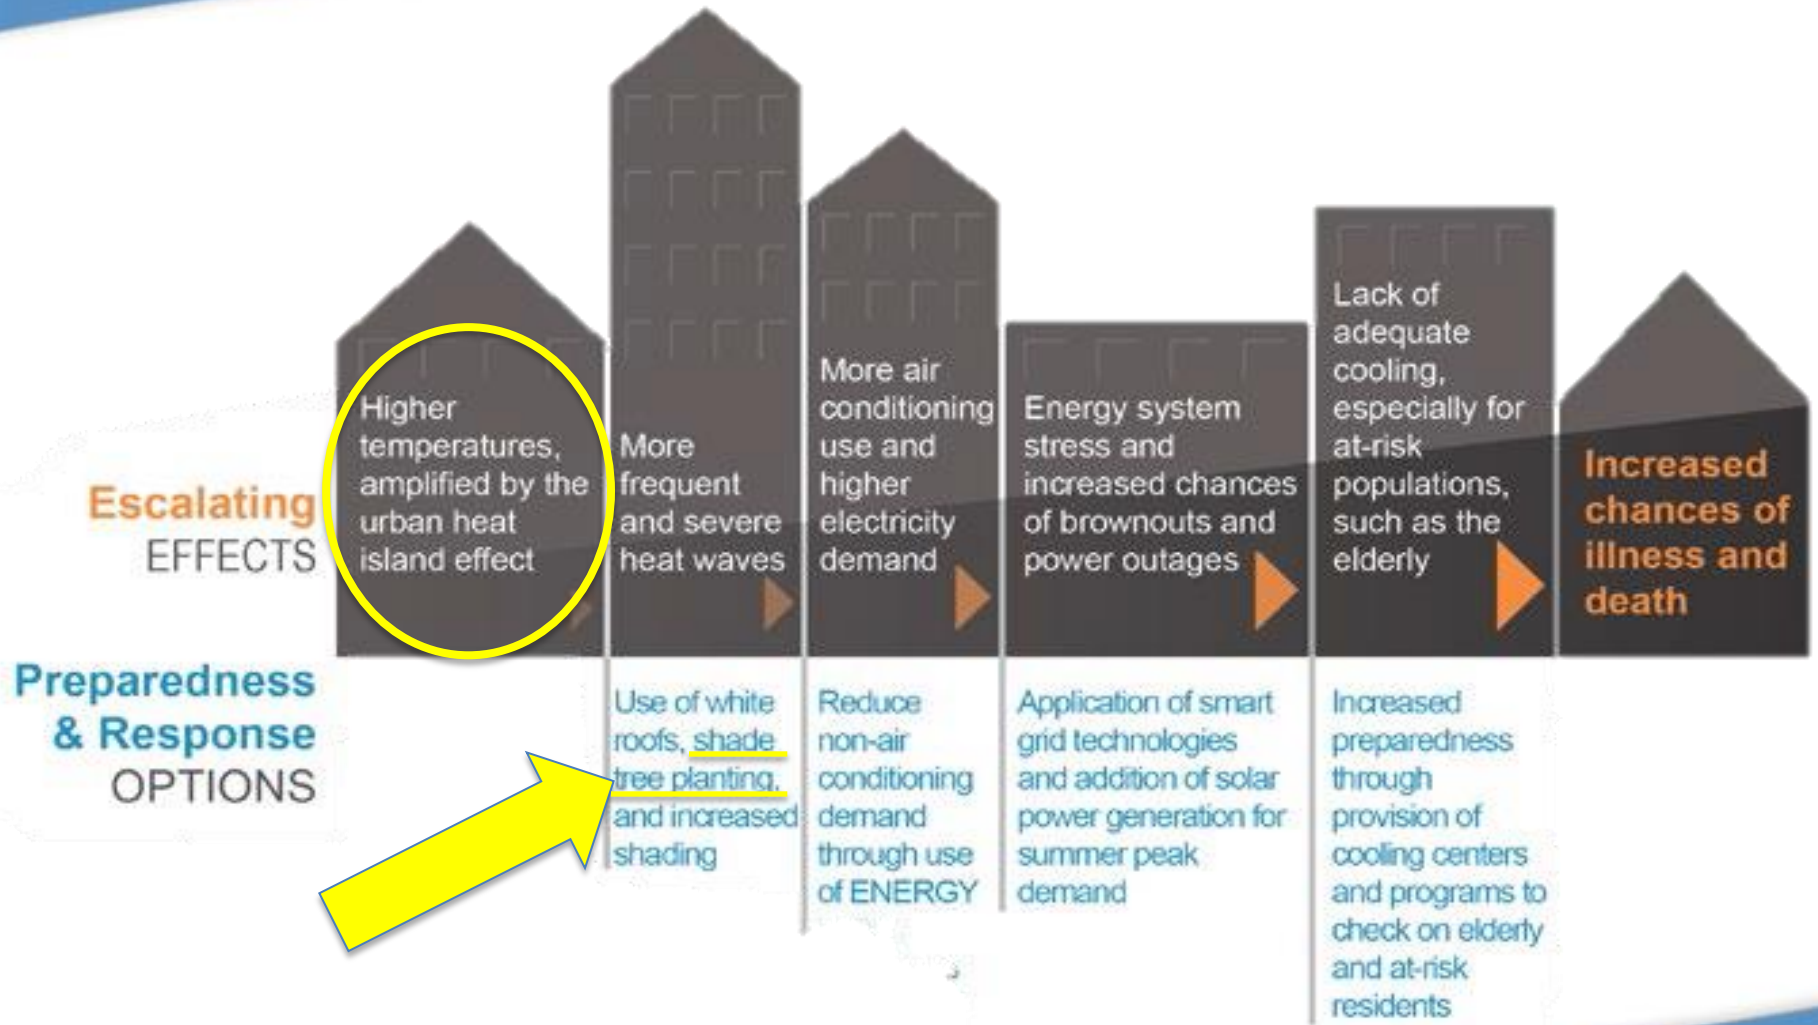 Escalating
EFFECTS
Higher
temperatures,
amplified by the
urban heat
island effect
More
frequent
and severe
heat waves
More air
conditioning
use and
higher
electricity
demand
Energy system
stress and
increased chances
of brownouts and
power outages
Lack of
adequate
cooling,
especially for
at-risk
populations,
such as the
elderly
Increased
chances of
illness and
death
Preparedness
& Response
OPTIONS
Use of white
roofs, shade
tree planting,
and increased
shading
Reduce
non-air
conditioning
demand
through use
of ENERGY
Application of smart
grid technologies
and addition of solar
power generation for
summer peak
demand
Increased
preparedness
through
provision of
cooling centers
and programs to
check on elderly
and at-risk
residents